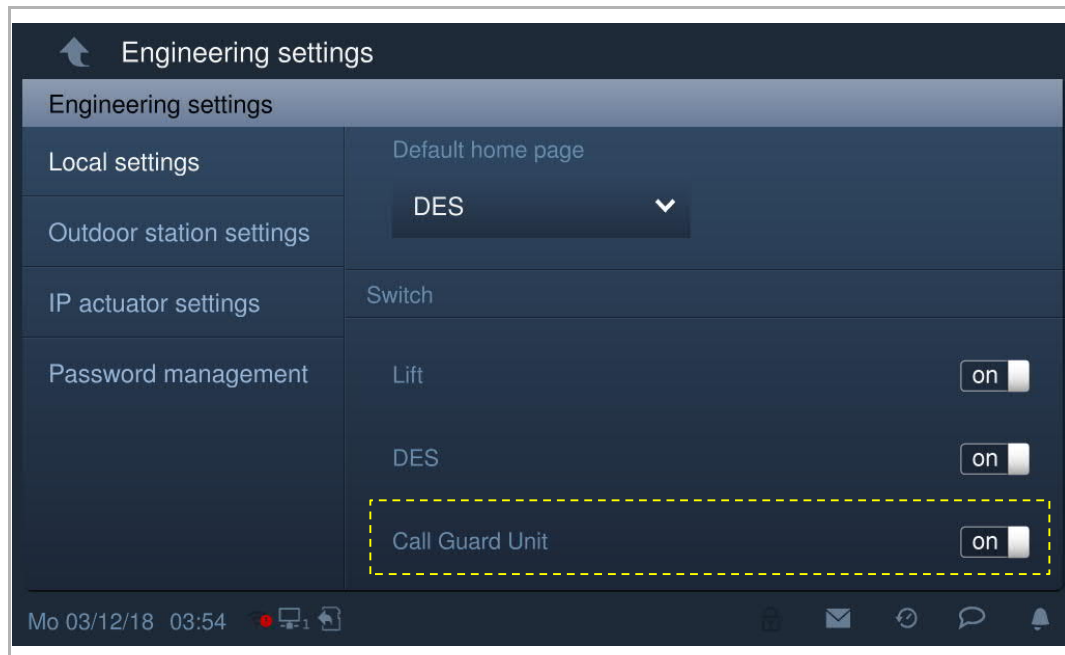 Engineering settings
Engineering settings
Local settings
Outdoor station settings
IP actuator settings
Password management
Default home page
DES
Switch
Lift on
DES on
Call Guard Unit on
Mo 03/12/18 03:54 1